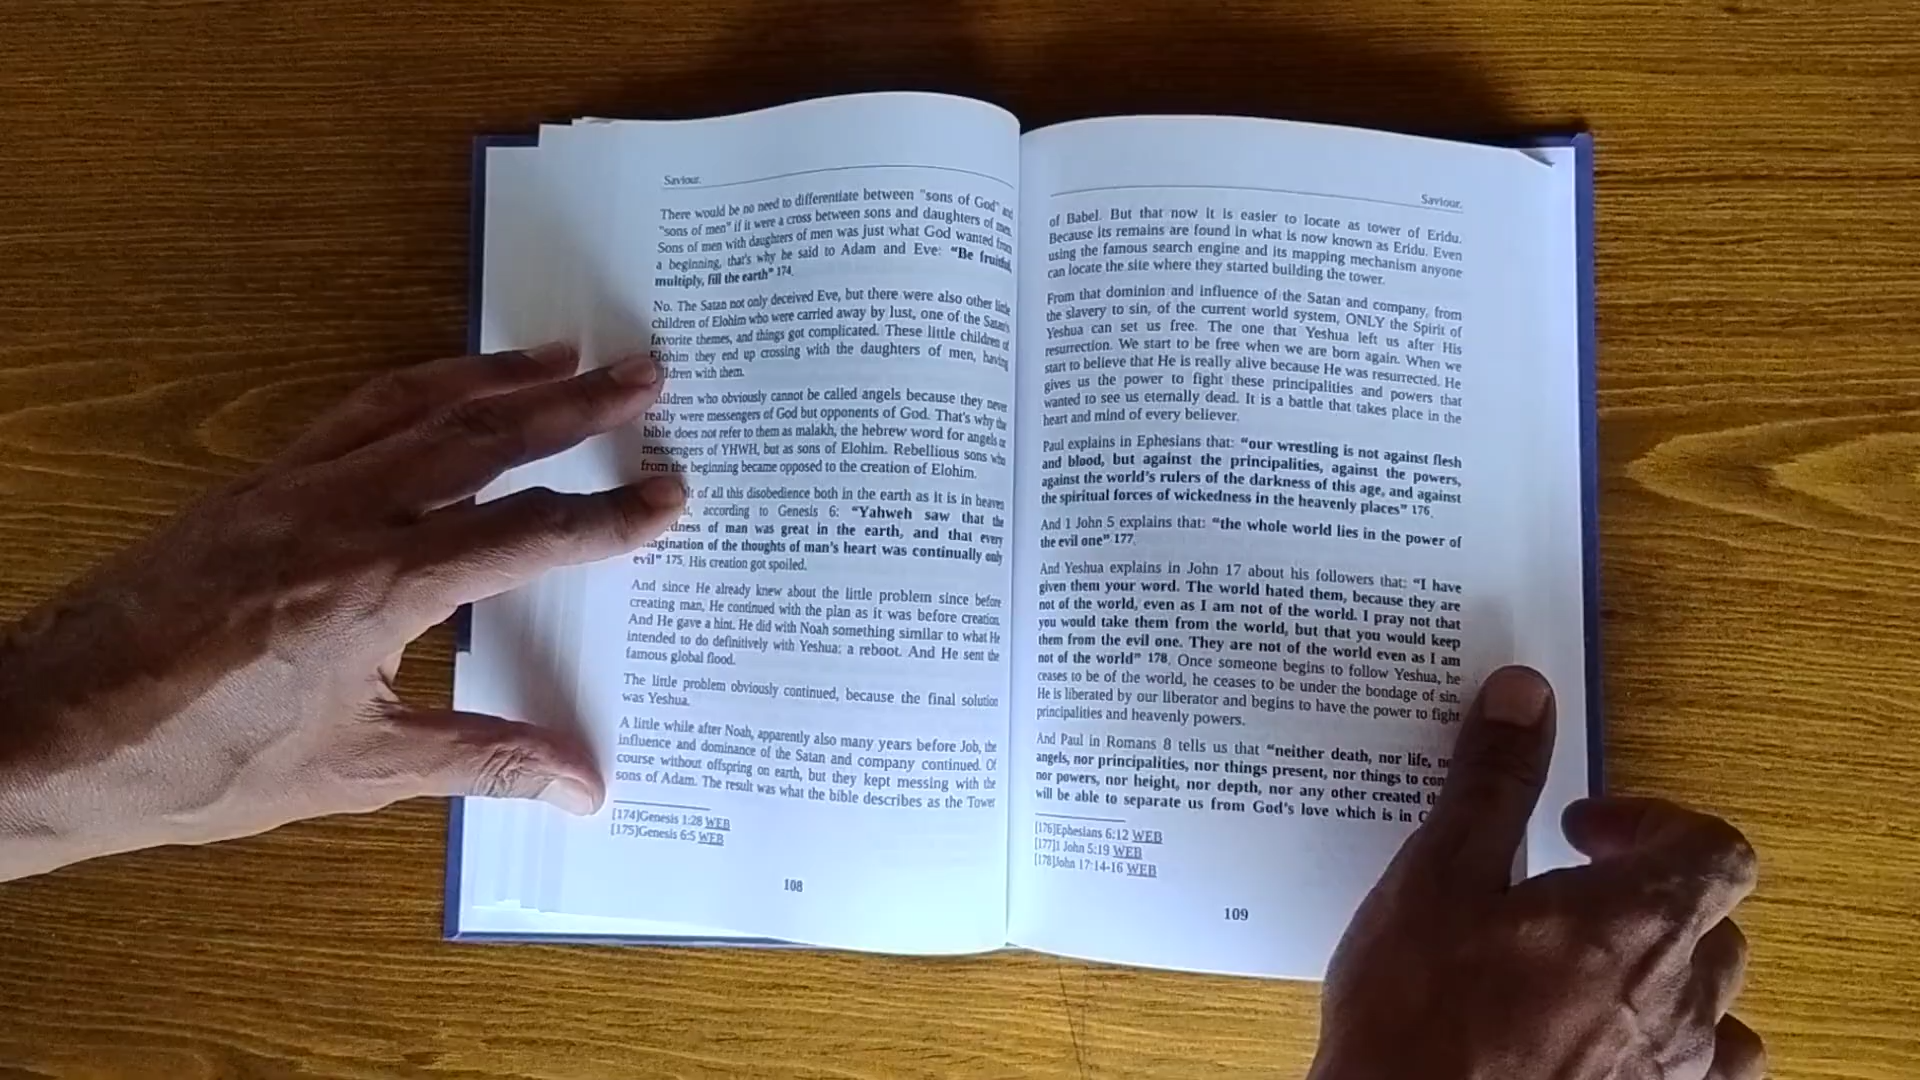 Saviour.
There would be no need to differentiate between "sons of God" and
"sons of men" if it were a cross between sons and daughters of men.
Sons of men with daughters of men was just what God wanted from
a beginning, that's why he said to Adam and Eve: "Be fruitful,
multiply, fill the earth" 174.
No. The Satan not only deceived Eve, but there were also other little
children of Elohim who were carried away by lust, one of the Satan's
favorite themes, and things got complicated. These little children of
Elohim they end up crossing with the daughters of men, having
ldren with them.
ildren who obviously cannot be called angels because they never
really were messengers of God but opponents of God. That's why the
bible does not refer to them as malakh, the hebrew word for angels or
messengers of YHWH, but as sons of Elohim. Rebellious sons who
from the beginning became opposed to the creation of Elohim.
lt of all this disobedience both in the earth as it is in heaven
according to Genesis 6: "Yahweh saw that the
dness of man was great in the earth, and that every
agination of the thoughts of man's heart was continually only
evil" 175. His creation got spoiled.
And since He already knew about the little problem since before
creating man, He continued with the plan as it was before creation.
And He gave a hint. He did with Noah something similar to what He
intended to do definitively with Yeshua: a reboot. And He sent the
famous global flood.
The little problem obviously continued, because the final solution
was Yeshua.
A little while after Noah, apparently also many years before Job, the
influence and dominance of the Satan and company continued. Of
course without offspring on earth, but they kept messing with the
sons of Adam. The result was what the bible describes as the Tower
[174]Genesis 1:28 WEB
[175]Genesis 6:5 WEB
108
Saviour.
of Babel. But that now it is easier to locate as tower of Eridu.
Because its remains are found in what is now known as Eridu. Even
using the famous search engine and its mapping mechanism anyone
can locate the site where they started building the tower.
From that dominion and influence of the Satan and company, from
the slavery to sin, of the current world system, ONLY the Spirit of
Yeshua can set us free. The one that Yeshua left us after His
resurrection. We start to be free when we are born again. When we
start to believe that He is really alive because He was resurrected. He
gives us the power to fight these principalities and powers that
wanted to see us eternally dead. It is a battle that takes place in the
heart and mind of every believer.
Paul explains in Ephesians that: "our wrestling is not against flesh
and blood, but against the principalities, against the powers,
against the world's rulers of the darkness of this age, and against
the spiritual forces of wickedness in the heavenly places" 176.
And 1 John 5 explains that: "the whole world lies in the power of
the evil one" 177.
And Yeshua explains in John 17 about his followers that: "I have
given them your word. The world hated them, because they are
not of the world, even as I am not of the world. I pray not that
you would take them from the world, but that you would keep
them from the evil one. They are not of the world even as I am
not of the world" 178. Once someone begins to follow Yeshua, he
ceases to be of the world, he ceases to be under the bondage of sin.
He is liberated by our liberator and begins to have the power to fight
principalities and heavenly powers.
And Paul in Romans 8 tells us that "neither death, nor life,
angels, nor principalities, nor things present, nor things to
nor powers, nor height, nor depth, nor any other created
will be able to separate us from God's love which is in
[176]Ephesians 6:12 WEB
[177]1 John 5:19 WEB
[178]John 17:14-16 WEB
109